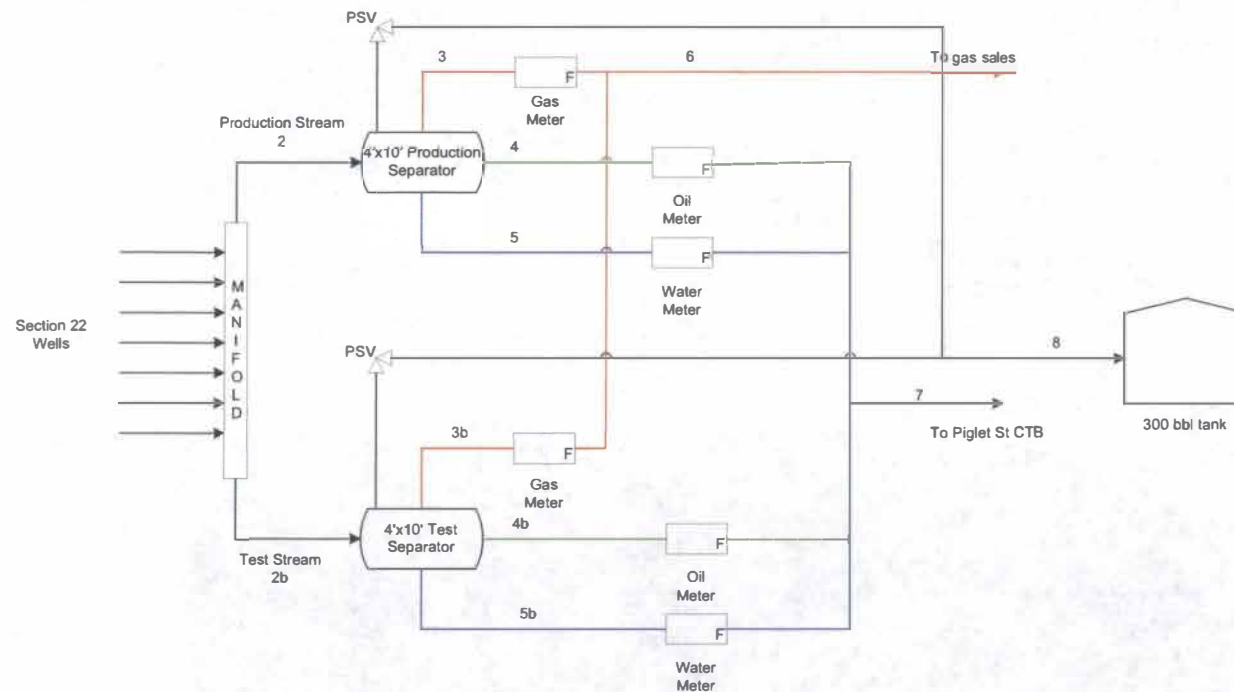 PSV
3
6
To gas sales
F
Gas
Meter
Production Stream
2
4'x10' Production
Separator
4
F
Oil
Meter
5
F
Water
Meter
Section 22
Wells
MANIFOLD
PSV
8
7
To Piglet St CTB
300 bbl tank
3b
F
Gas
Meter
4'x10' Test
Separator
4b
F
Test Stream
2b
Oil
Meter
5b
F
Water
Meter